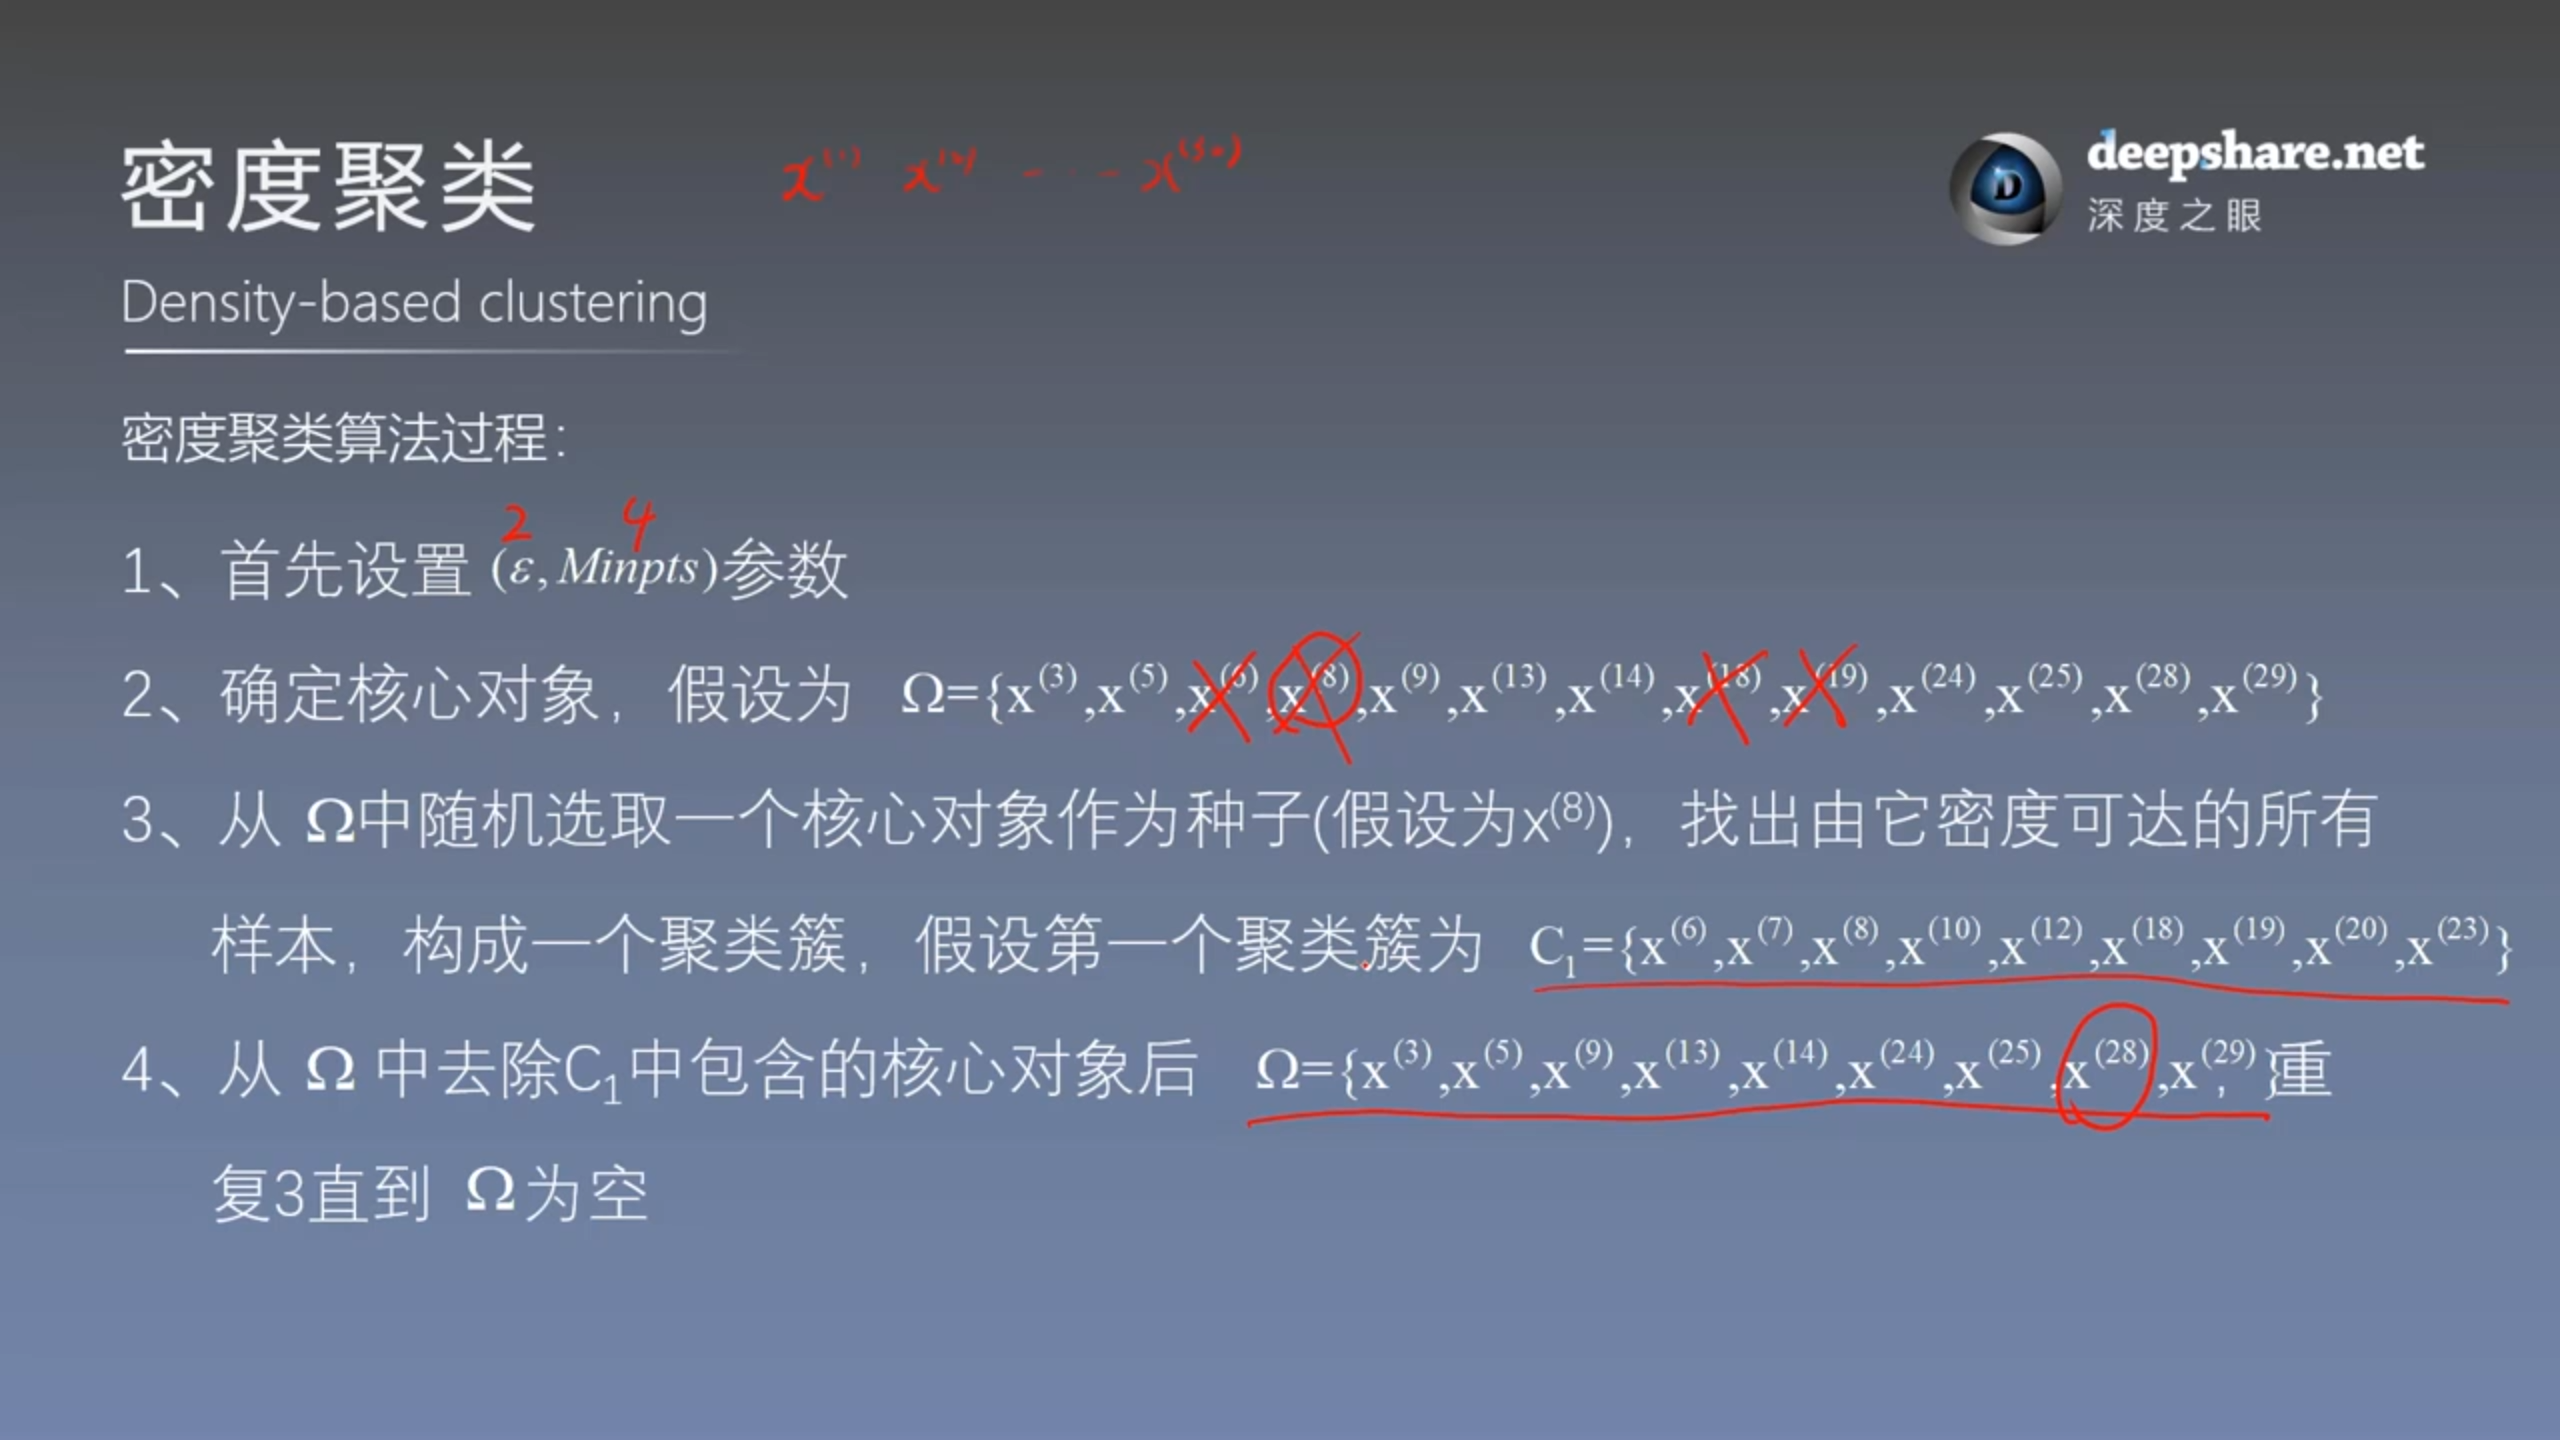 密度聚类
x⁽¹⁾ x⁽²⁾ - · - x⁽⁵⁰⁾
deepshare.net
深度之眼
Density-based clustering
密度聚类算法过程：
2 4
1、首先设置 (ε, Minpts)参数
2、确定核心对象，假设为 Ω={x⁽³⁾,x⁽⁵⁾,x⁽⁶⁾,x⁽⁸⁾,x⁽⁹⁾,x⁽¹³⁾,x⁽¹⁴⁾,x⁽¹⁸⁾,x⁽¹⁹⁾,x⁽²⁴⁾,x⁽²⁵⁾,x⁽²⁸⁾,x⁽²⁹⁾}
3、从 Ω中随机选取一个核心对象作为种子(假设为x⁽⁸⁾)，找出由它密度可达的所有
样本，构成一个聚类簇，假设第一个聚类簇为 C₁={x⁽⁶⁾,x⁽⁷⁾,x⁽⁸⁾,x⁽¹⁰⁾,x⁽¹²⁾,x⁽¹⁸⁾,x⁽¹⁹⁾,x⁽²⁰⁾,x⁽²³⁾}
4、从 Ω 中去除C₁中包含的核心对象后 Ω={x⁽³⁾,x⁽⁵⁾,x⁽⁹⁾,x⁽¹³⁾,x⁽¹⁴⁾,x⁽²⁴⁾,x⁽²⁵⁾,x⁽²⁸⁾,x⁽²⁹⁾}，重
复3直到 Ω为空